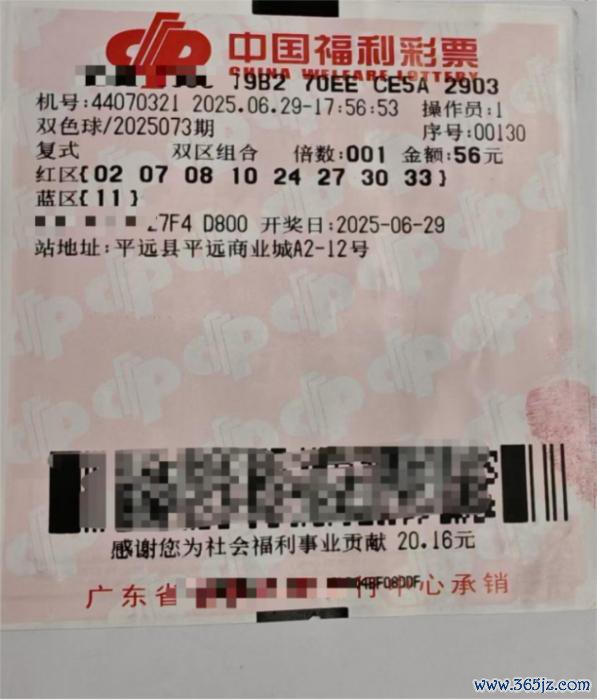 中国福利彩票
CHINA WELFARE LOTTERY
19B2 70EE CE5A 2903
机号:44070321 2025.06.29-17:56:53 操作员:1
双色球/2025073期 序号:00130
复式 双区组合 倍数:001 金额:56元
红区{02 07 08 10 24 27 30 33}
蓝区{11}
27F4 D800 开奖日:2025-06-29
站地址:平远县平远商业城A2-12号
感谢您为社会福利事业贡献 20.16元
广东省 中心承销
www.365jz.com